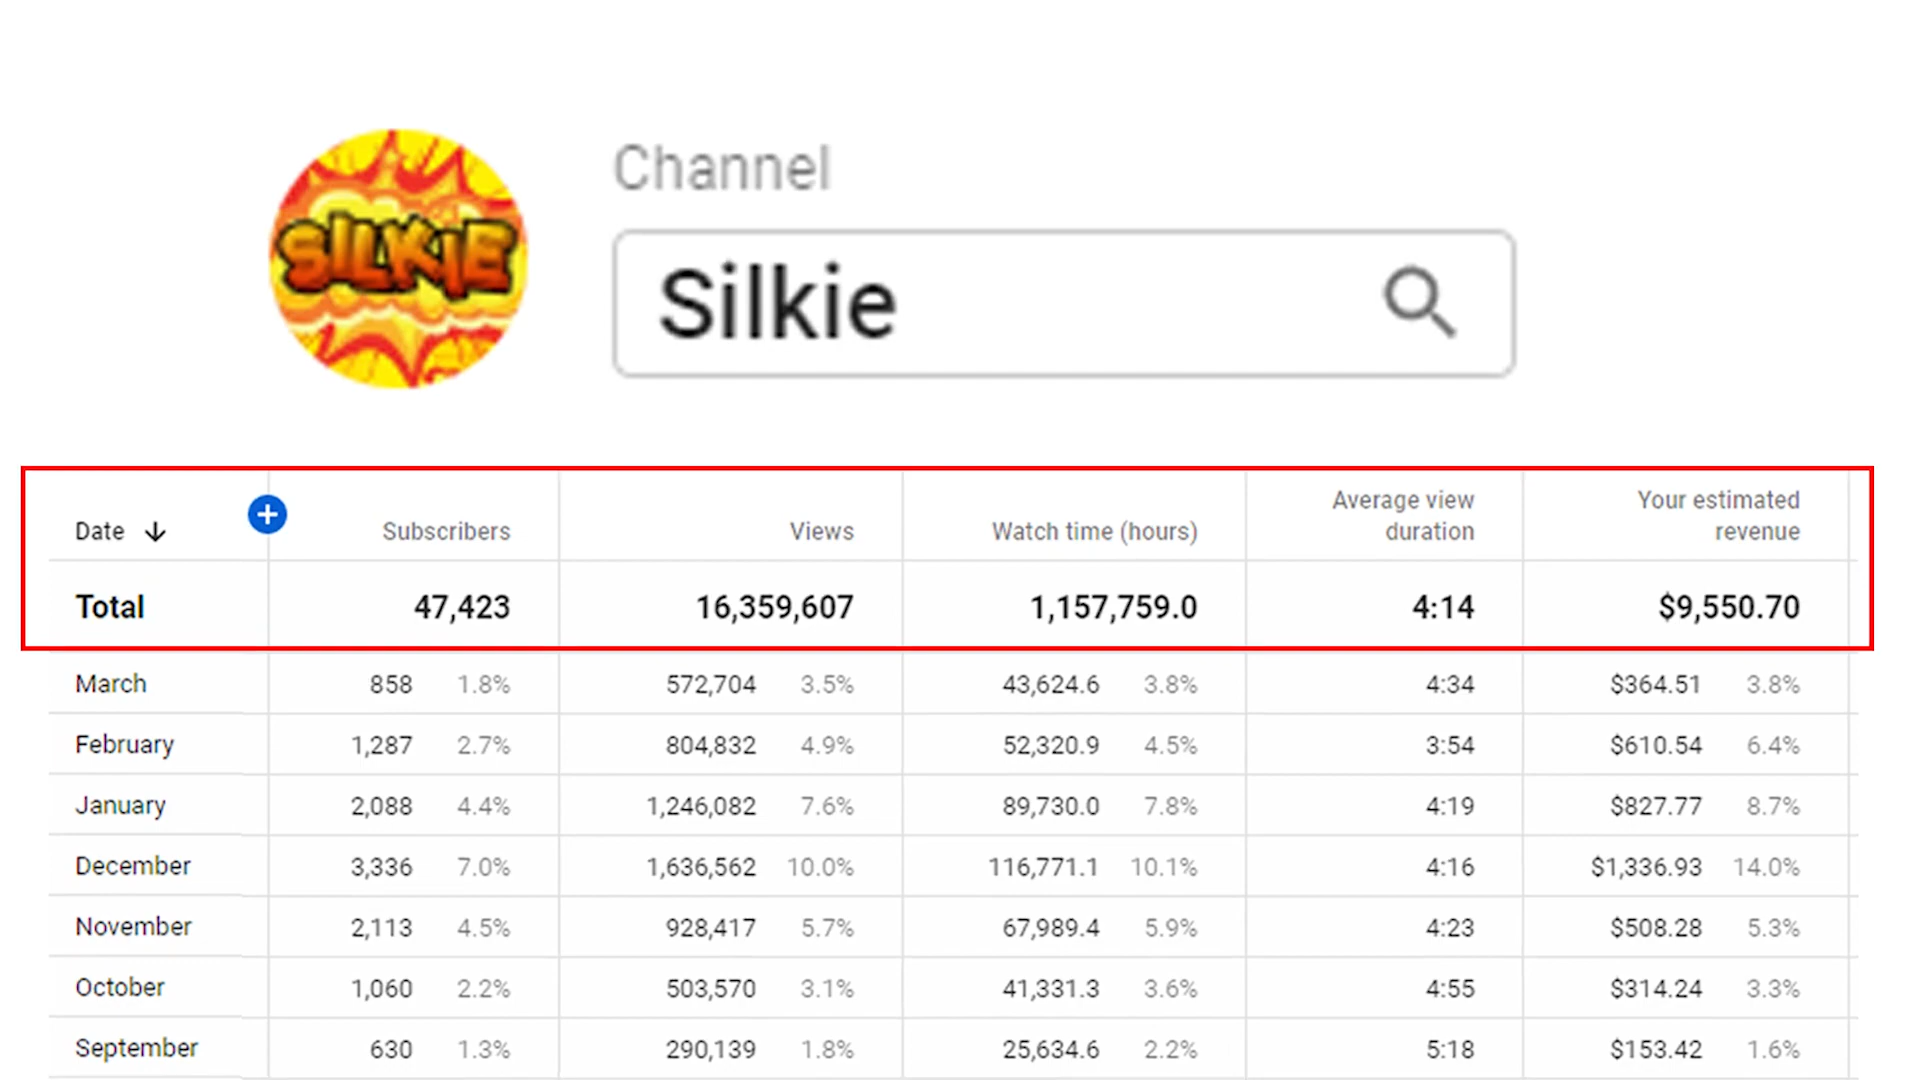 SILKIE
Channel
Silkie
Date Subscribers Views Watch time (hours) Average view duration Your estimated revenue
Total 47,423 16,359,607 1,157,759.0 4:14 $9,550.70
March 858 1.8% 572,704 3.5% 43,624.6 3.8% 4:34 $364.51 3.8%
February 1,287 2.7% 804,832 4.9% 52,320.9 4.5% 3:54 $610.54 6.4%
January 2,088 4.4% 1,246,082 7.6% 89,730.0 7.8% 4:19 $827.77 8.7%
December 3,336 7.0% 1,636,562 10.0% 116,771.1 10.1% 4:16 $1,336.93 14.0%
November 2,113 4.5% 928,417 5.7% 67,989.4 5.9% 4:23 $508.28 5.3%
October 1,060 2.2% 503,570 3.1% 41,331.3 3.6% 4:55 $314.24 3.3%
September 630 1.3% 290,139 1.8% 25,634.6 2.2% 5:18 $153.42 1.6%